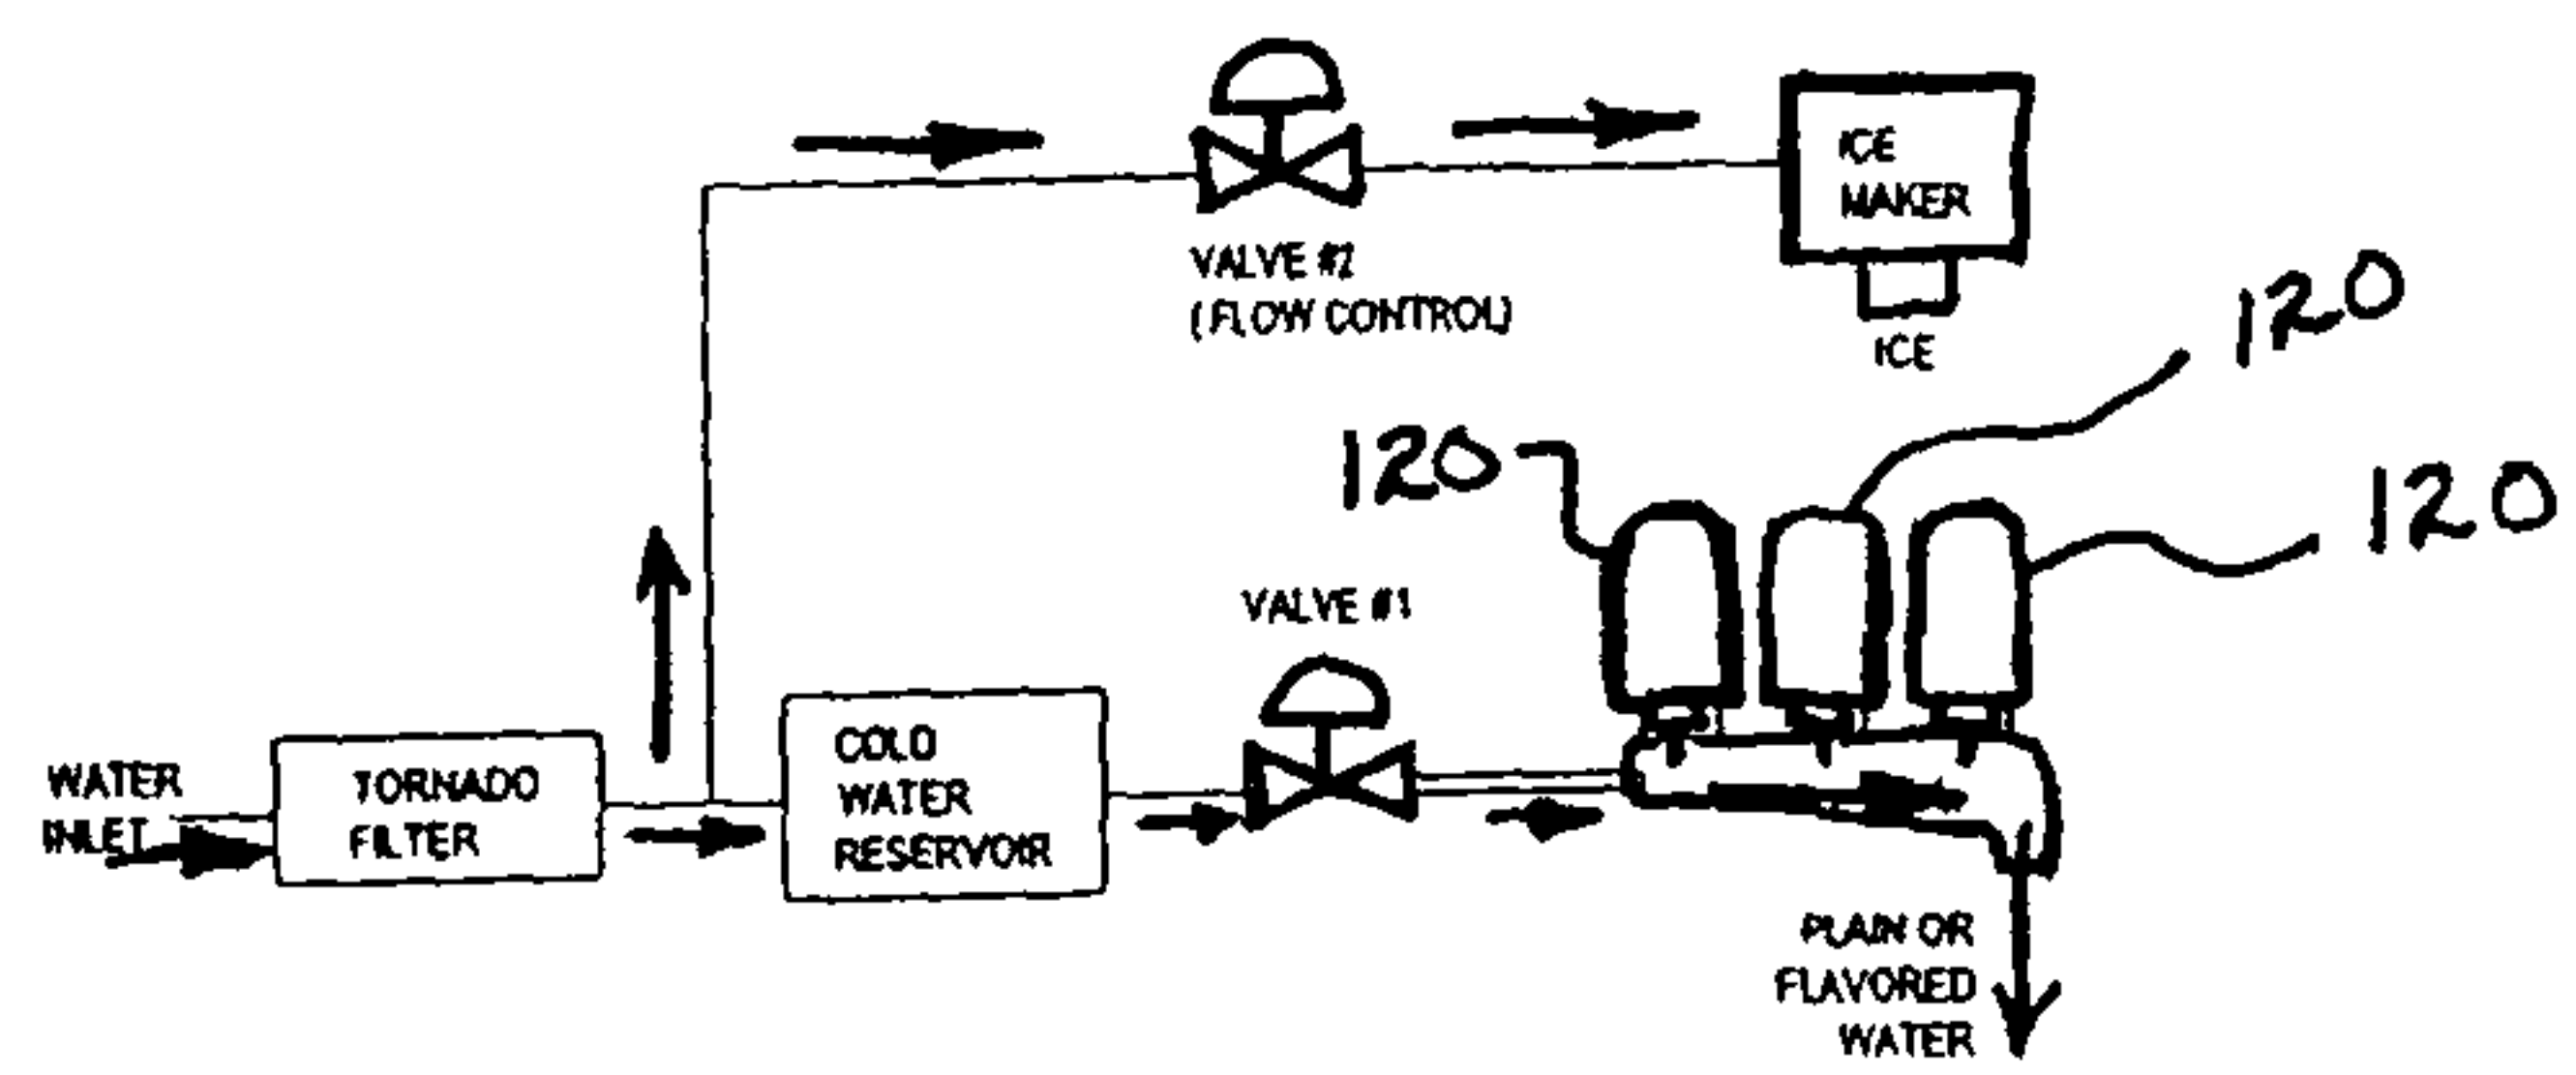 ICE
MAKER
VALVE #2
(FLOW CONTROL)
ICE
120
120
120
VALVE #1
COLD
WATER
RESERVOIR
WATER
INLET
TORNADO
FILTER
PLAIN OR
FLAVORED
WATER